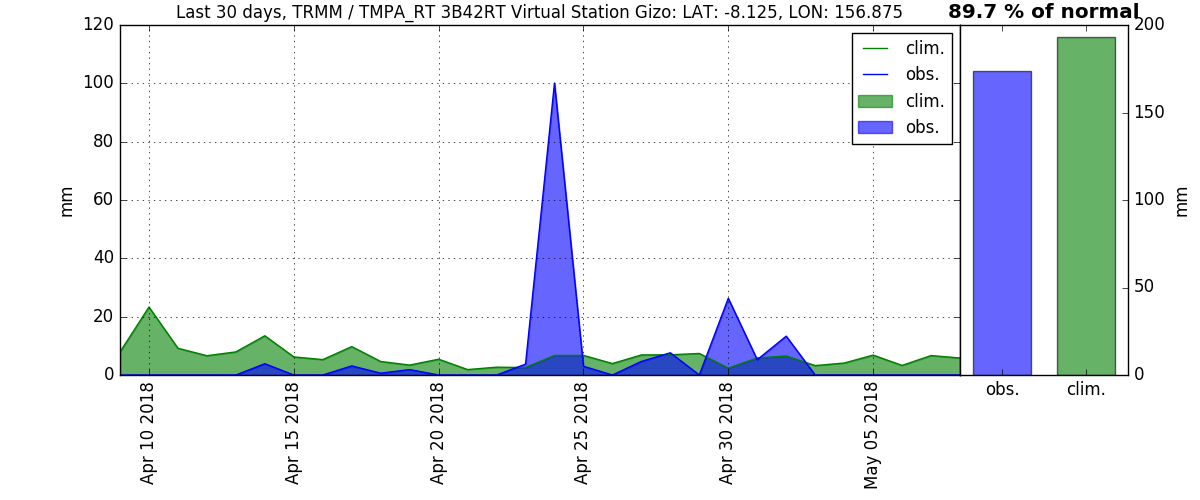 Last 30 days, TRMM / TMPA_RT 3B42RT Virtual Station Gizo: LAT: -8.125, LON: 156.875
89.7 % of normal
120
100
80
60
40
20
0
mm
clim.
obs.
clim.
obs.
200
150
100
50
0
mm
obs.
clim.
Apr 10 2018
Apr 15 2018
Apr 20 2018
Apr 25 2018
Apr 30 2018
May 05 2018